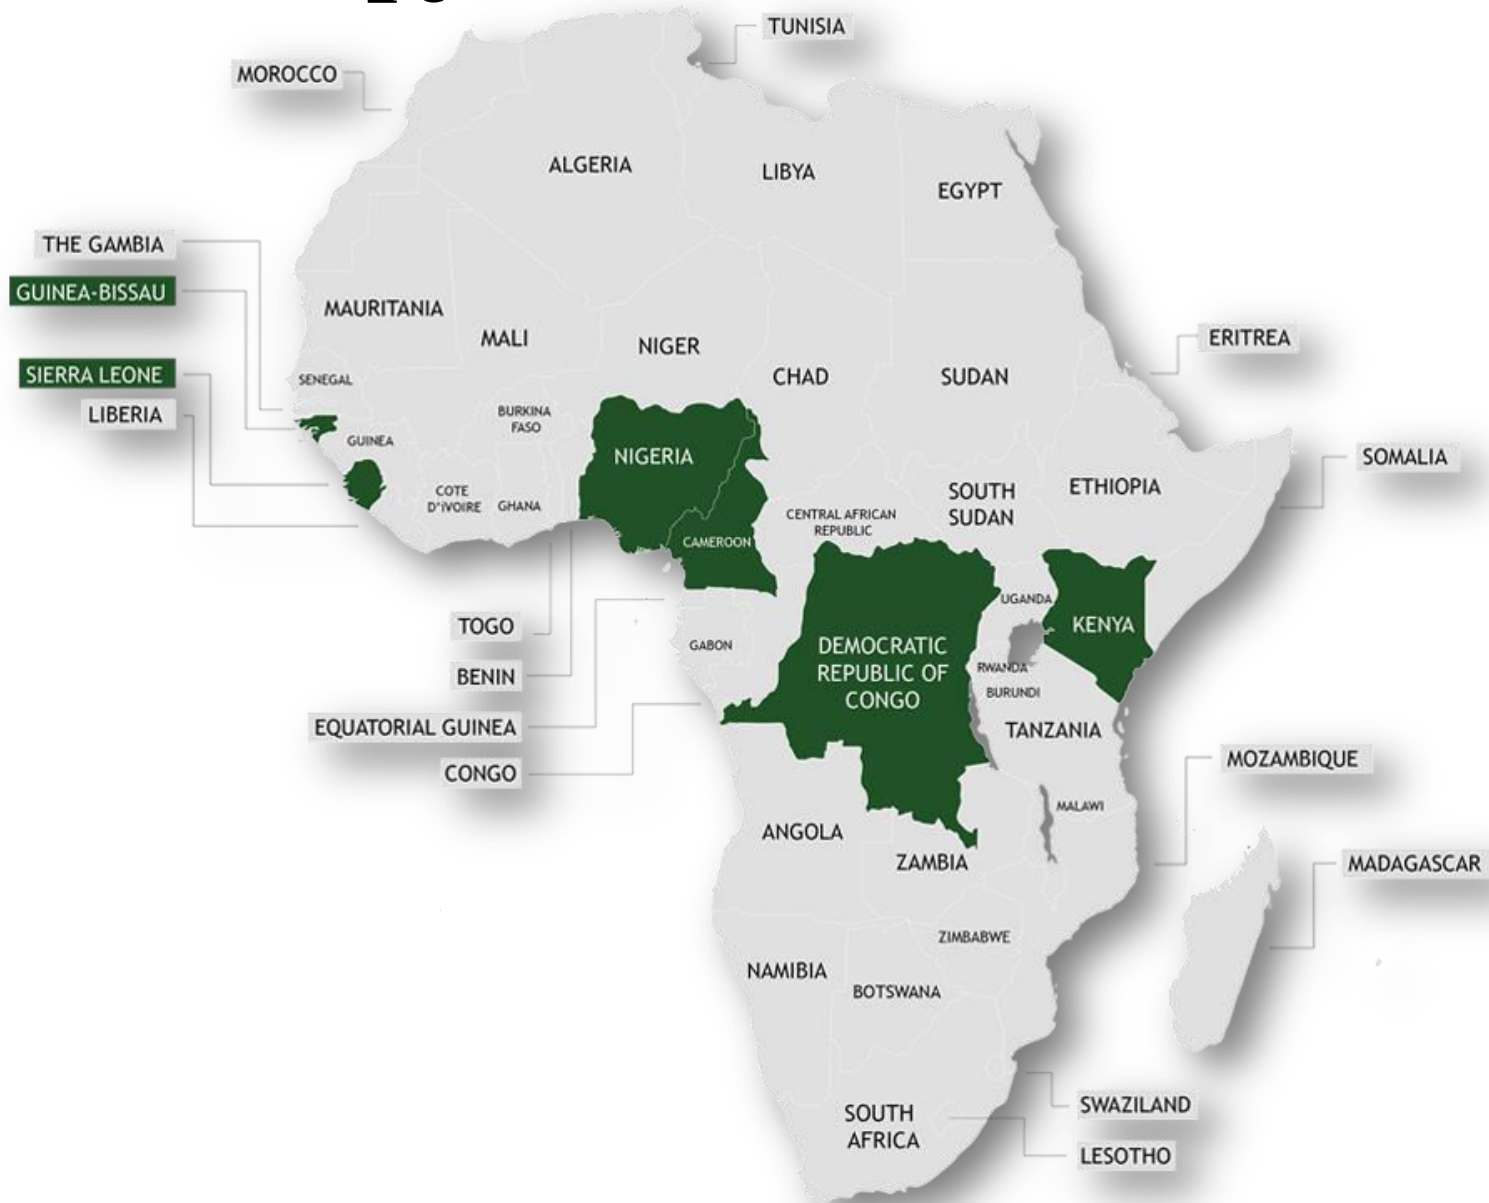 TUNISIA
MOROCCO
ALGERIA
LIBYA
EGYPT
THE GAMBIA
GUINEA-BISSAU
MAURITANIA
MALI
NIGER
ERITREA
SIERRA LEONE
SENEGAL
CHAD
SUDAN
LIBERIA
BURKINA
FASO
GUINEA
NIGERIA
SOMALIA
COTE
D'IVOIRE
GHANA
SOUTH
SUDAN
ETHIOPIA
CENTRAL AFRICAN
REPUBLIC
CAMEROON
UGANDA
TOGO
KENYA
GABON
DEMOCRATIC
REPUBLIC OF
CONGO
RWANDA
BENIN
BURUNDI
EQUATORIAL GUINEA
TANZANIA
CONGO
MOZAMBIQUE
MALAWI
ANGOLA
ZAMBIA
MADAGASCAR
ZIMBABWE
NAMIBIA
BOTSWANA
SWAZILAND
SOUTH
AFRICA
LESOTHO